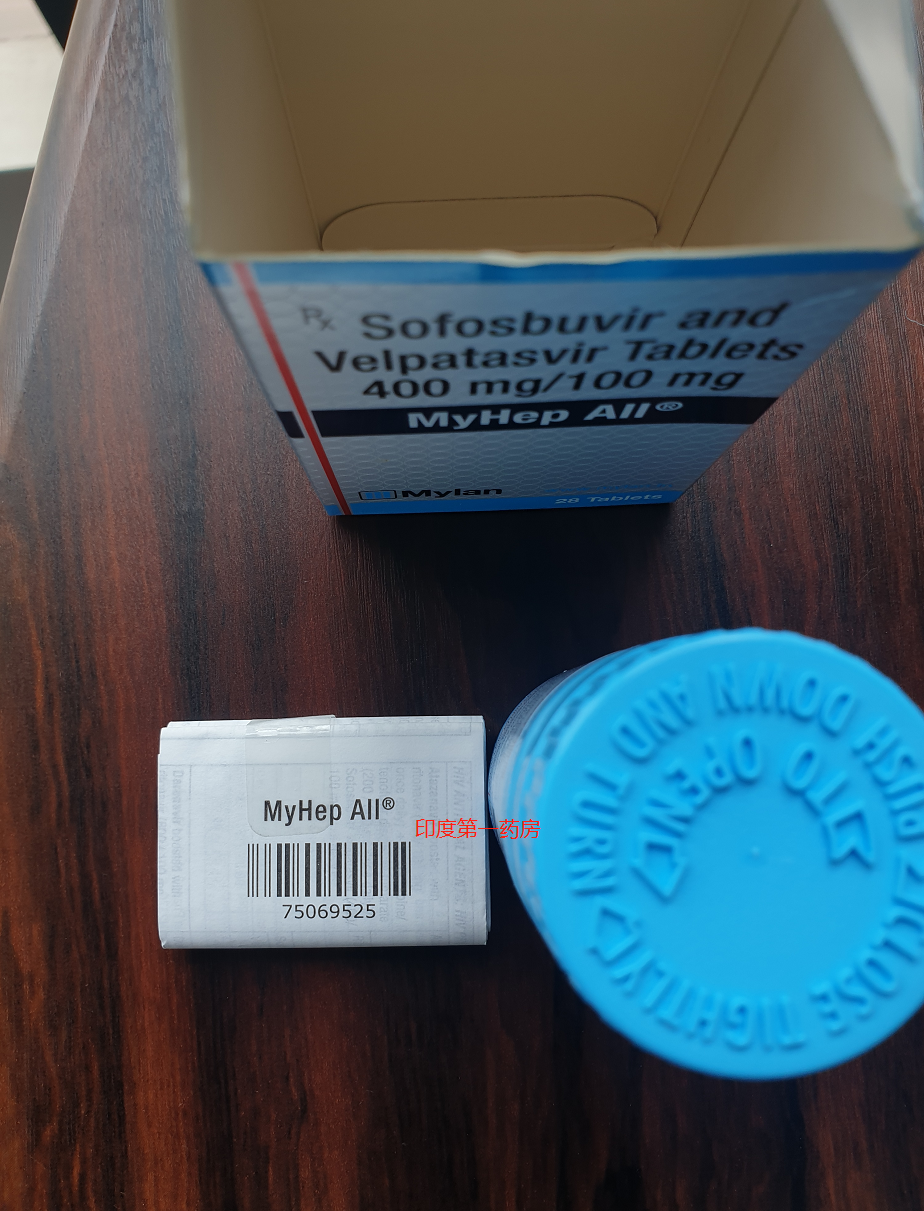 Rx Sofosbuvir and
Velpatasvir Tablets
400 mg/100 mg
MyHep All®
Mylan
28 Tablets
MyHep All®
印度第一药房
75069525
PUSH DOWN AND TURN
TO OPEN
CLOSE TIGHTLY